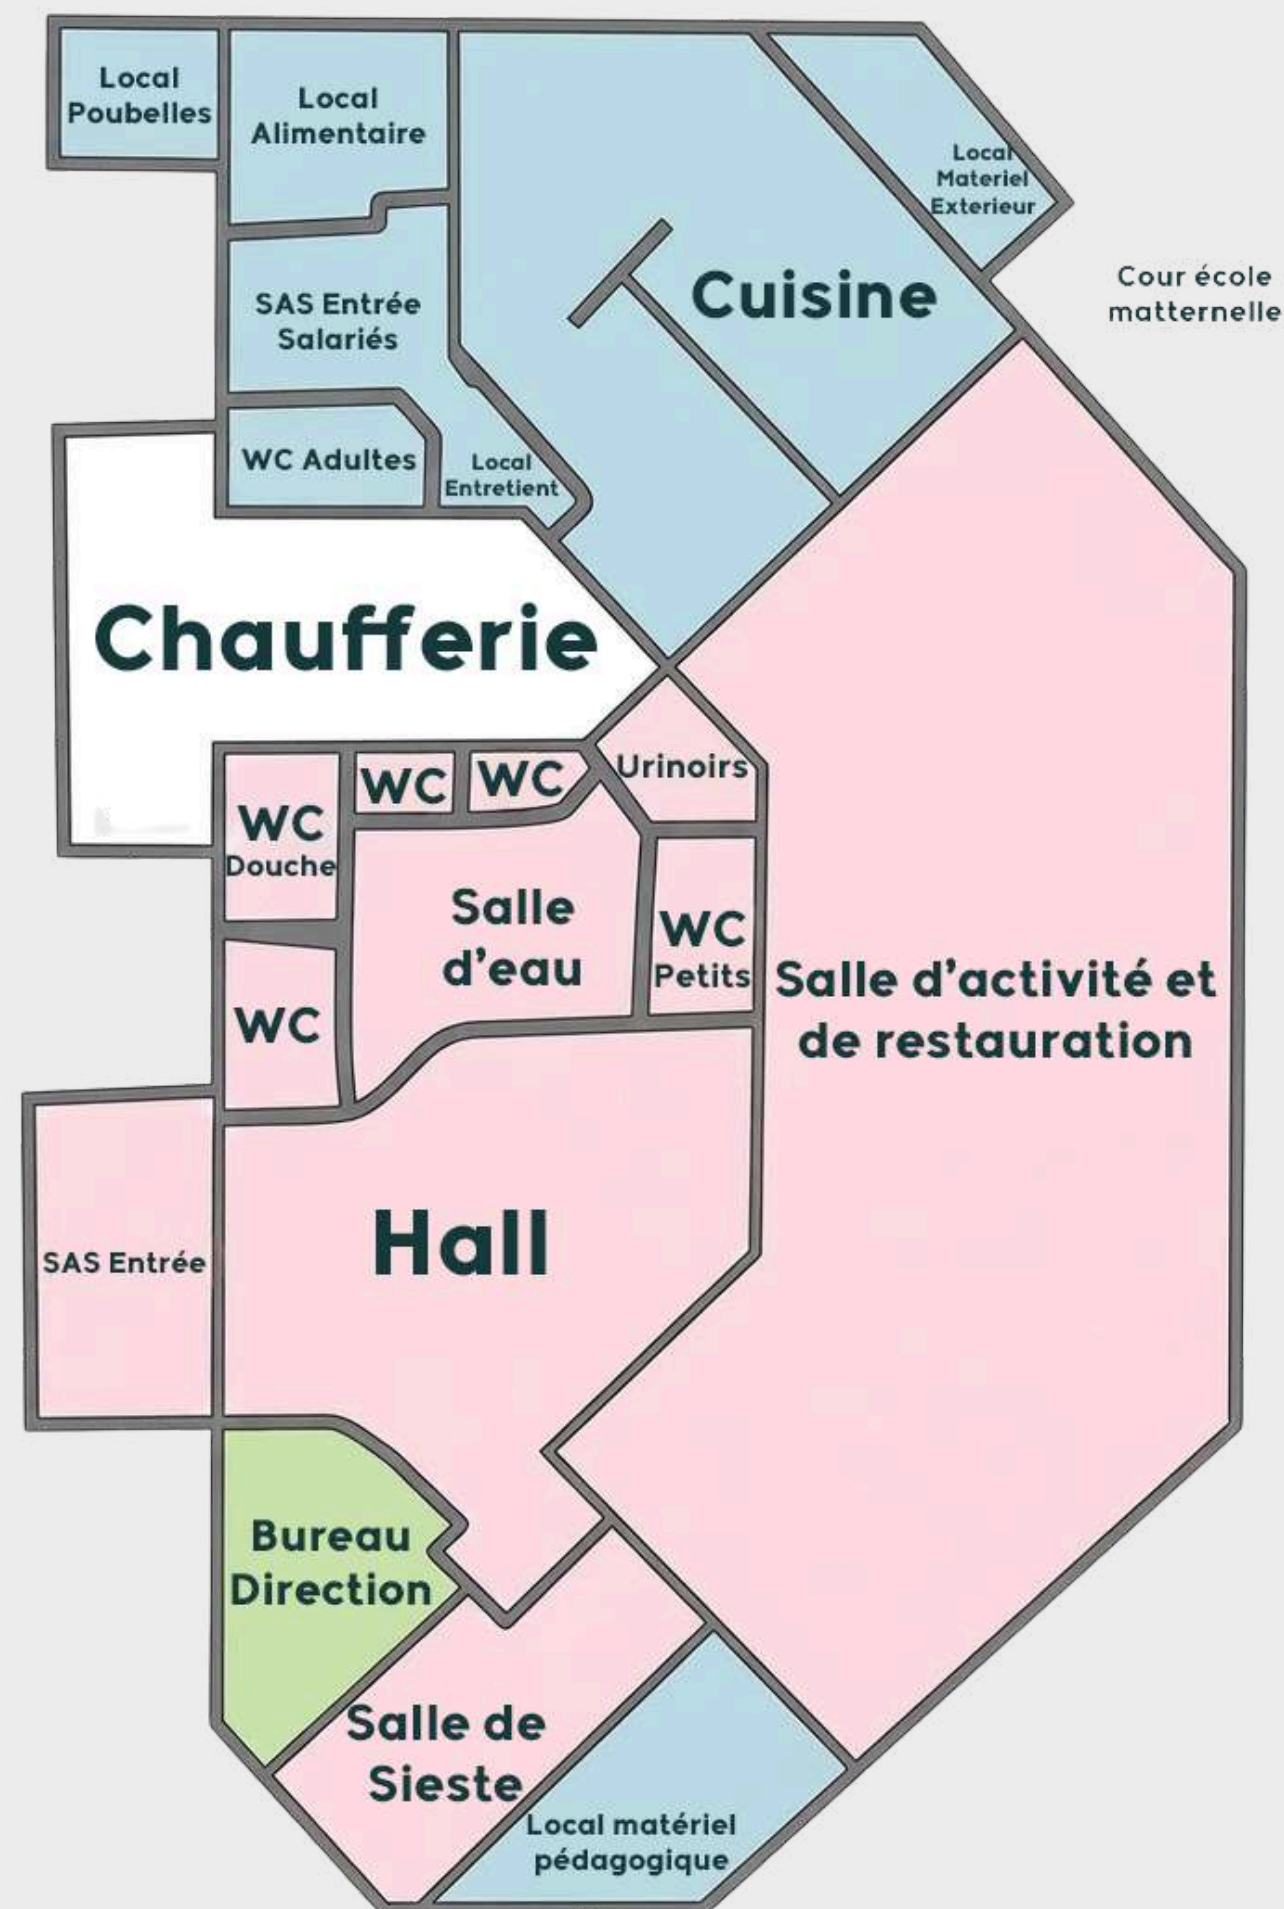 Local
Poubelles
Local
Alimentaire
Local
Materiel
Exterieur
Cuisine
Cour école
matternelle
SAS Entrée
Salariés
WC Adultes
Local
Entretient
Chaufferie
Urinoirs
WC
WC
WC
Douche
Salle
d'eau
WC
Petits
Salle d'activité et
de restauration
WC
Hall
SAS Entrée
Bureau
Direction
Salle de
Sieste
Local matériel
pédagogique